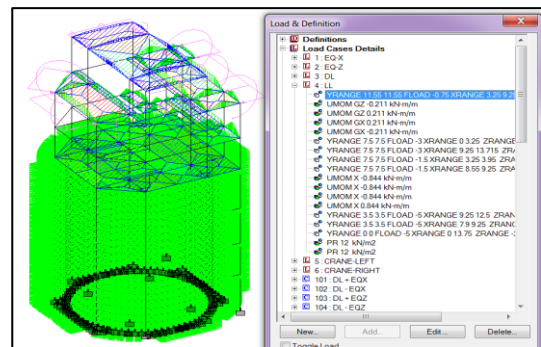 Load & Definition
Definitions
Load Cases Details
1 : EQ-X
2 : EQ-Z
3 : DL
4 : LL
YRANGE 11.55 11.55 FLOAD -0.75 XRANGE 3.25 9.25
UMOM GZ -0.211 kN-m/m
UMOM GZ 0.211 kN-m/m
UMOM GX 0.211 kN-m/m
UMOM GX -0.211 kN-m/m
YRANGE 7.5 7.5 FLOAD -3 XRANGE 0 3.25 ZRANGE
YRANGE 7.5 7.5 FLOAD -3 XRANGE 9.25 13.715 ZRA
YRANGE 7.5 7.5 FLOAD -1.5 XRANGE 3.25 3.95 ZRA
YRANGE 7.5 7.5 FLOAD -1.5 XRANGE 8.55 9.25 ZRA
UMOM X -0.844 kN-m/m
UMOM X -0.844 kN-m/m
UMOM X 0.844 kN-m/m
UMOM X -0.844 kN-m/m
YRANGE 3.5 3.5 FLOAD -5 XRANGE 9.25 12.5 ZRAN
YRANGE 3.5 3.5 FLOAD -5 XRANGE 7.9 9.25 ZRANG
YRANGE 0 0 FLOAD -5 XRANGE 0 13.75 ZRANGE -
PR 12 kN/m2
PR 12 kN/m2
5 : CRANE-LEFT
6 : CRANE-RIGHT
101 : DL + EQX
102 : DL - EQX
103 : DL + EQZ
104 : DL - EQZ
New...
Add...
Edit...
Delete...
Toggle Load